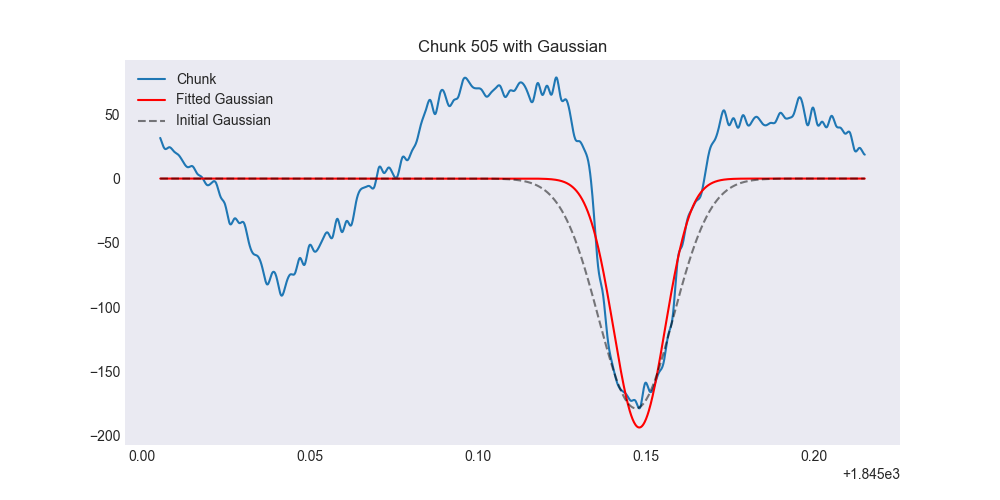 Chunk 505 with Gaussian
Chunk
Fitted Gaussian
Initial Gaussian
50
0
−50
−100
−150
−200
0.00 0.05 0.10 0.15 0.20
+1.845e3